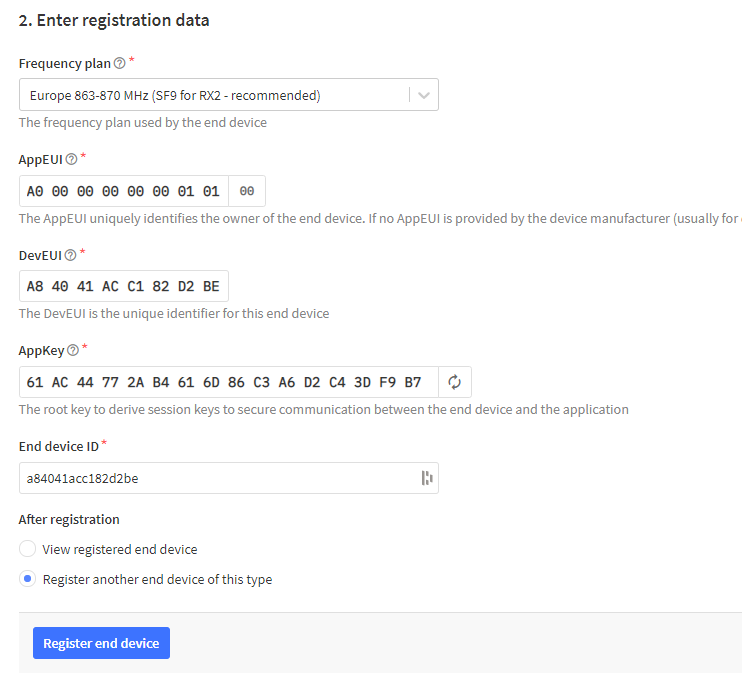 2. Enter registration data
Frequency plan *
Europe 863-870 MHz (SF9 for RX2 - recommended)
The frequency plan used by the end device
AppEUI *
A0 00 00 00 00 00 01 01 00
The AppEUI uniquely identifies the owner of the end device. If no AppEUI is provided by the device manufacturer (usually for
DevEUI *
A8 40 41 AC C1 82 D2 BE
The DevEUI is the unique identifier for this end device
AppKey *
61 AC 44 77 2A B4 61 6D 86 C3 A6 D2 C4 3D F9 B7
The root key to derive session keys to secure communication between the end device and the application
End device ID *
a84041acc182d2be
After registration
View registered end device
Register another end device of this type
Register end device